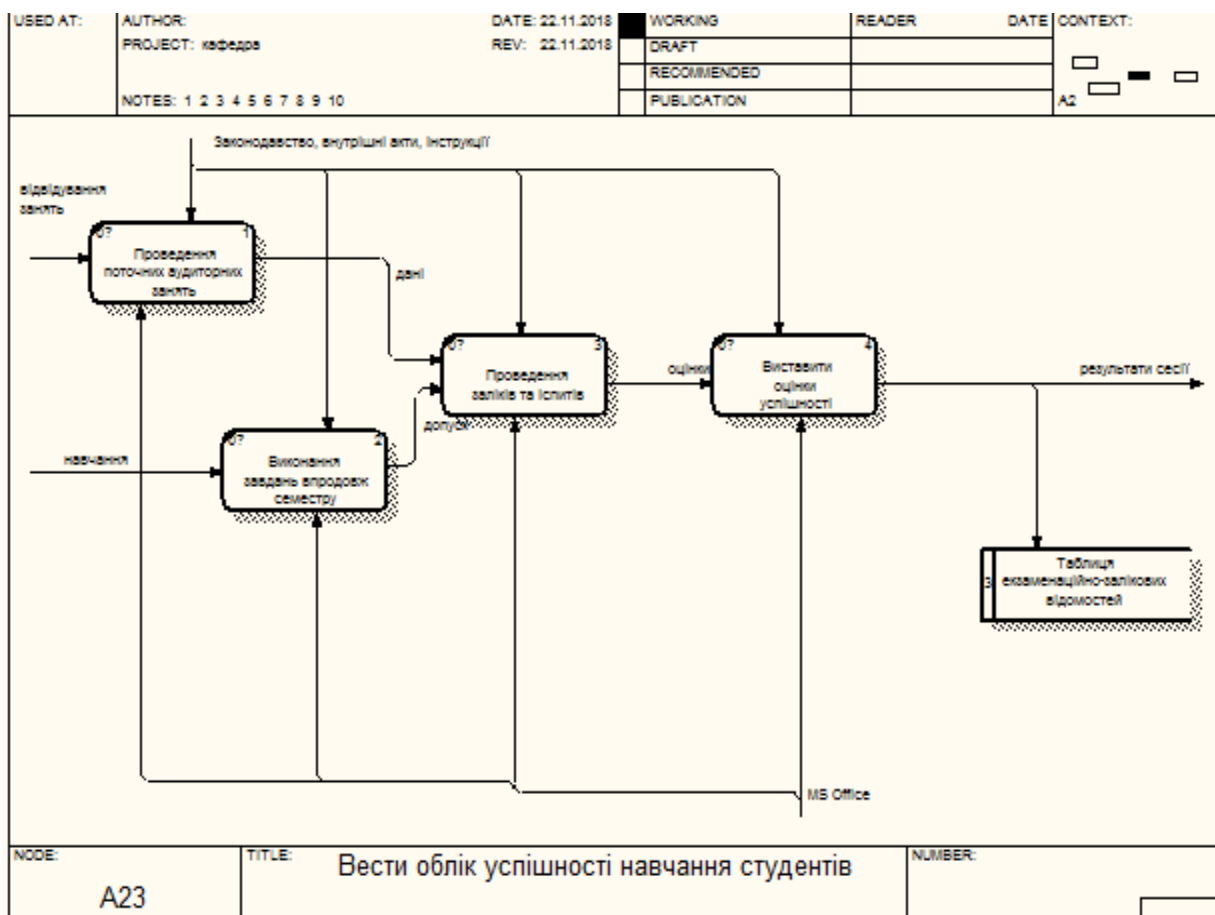 USED AT:
AUTHOR:
DATE: 22.11.2018
WORKING
READER
DATE
CONTEXT:
PROJECT: кафедра
REV: 22.11.2018
DRAFT
RECOMMENDED
NOTES: 1 2 3 4 5 6 7 8 9 10
PUBLICATION
A2
Законодавство, внутрішні акти, інструкції
відвідування
занять
0?
1
Проведення
поточних аудиторних
занять
дані
0?
3
Проведення
заліків та іспитів
оцінки
0?
4
Виставити
оцінки
успішності
результати сесії
допуск
навчання
0?
2
Виконання
завдань впродовж
семестру
3
Таблиця
екзаменаційно-залікових
відомостей
MS Office
NODE:
A23
TITLE:
Вести облік успішності навчання студентів
NUMBER: